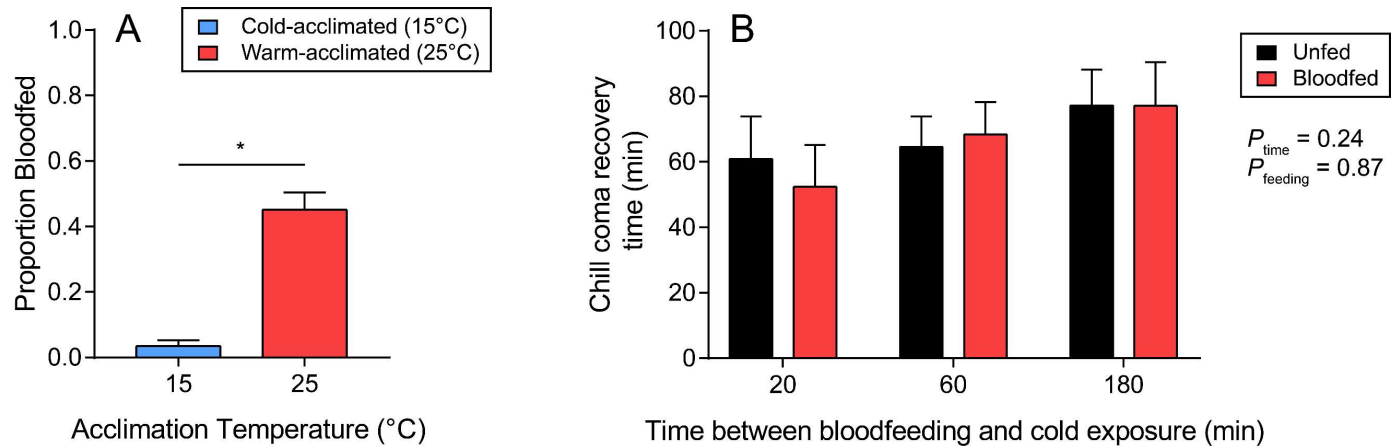 A
Cold-acclimated (15°C)
Warm-acclimated (25°C)
Proportion Bloodfed
1.0
0.8
0.6
0.4
0.2
0.0
*
15
25
Acclimation Temperature (°C)
B
Unfed
Bloodfed
P time = 0.24
P feeding = 0.87
Chill coma recovery
time (min)
100
80
60
40
20
0
20
60
180
Time between bloodfeeding and cold exposure (min)